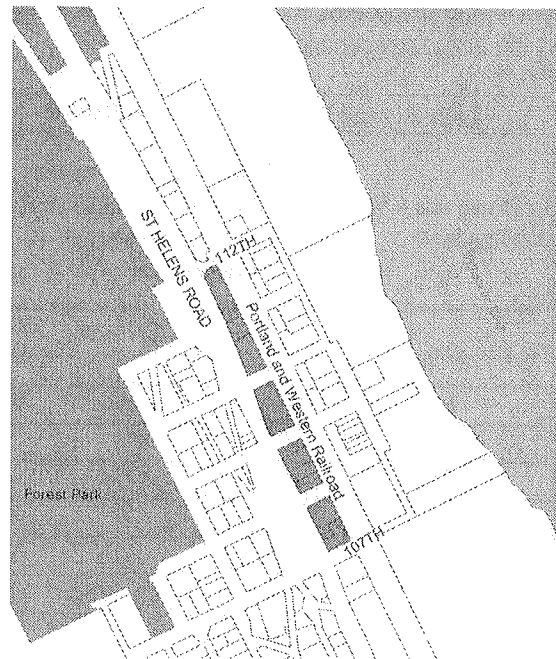 ST HELENS ROAD
112TH
Portland and Western Railroad
Forest Park
107TH